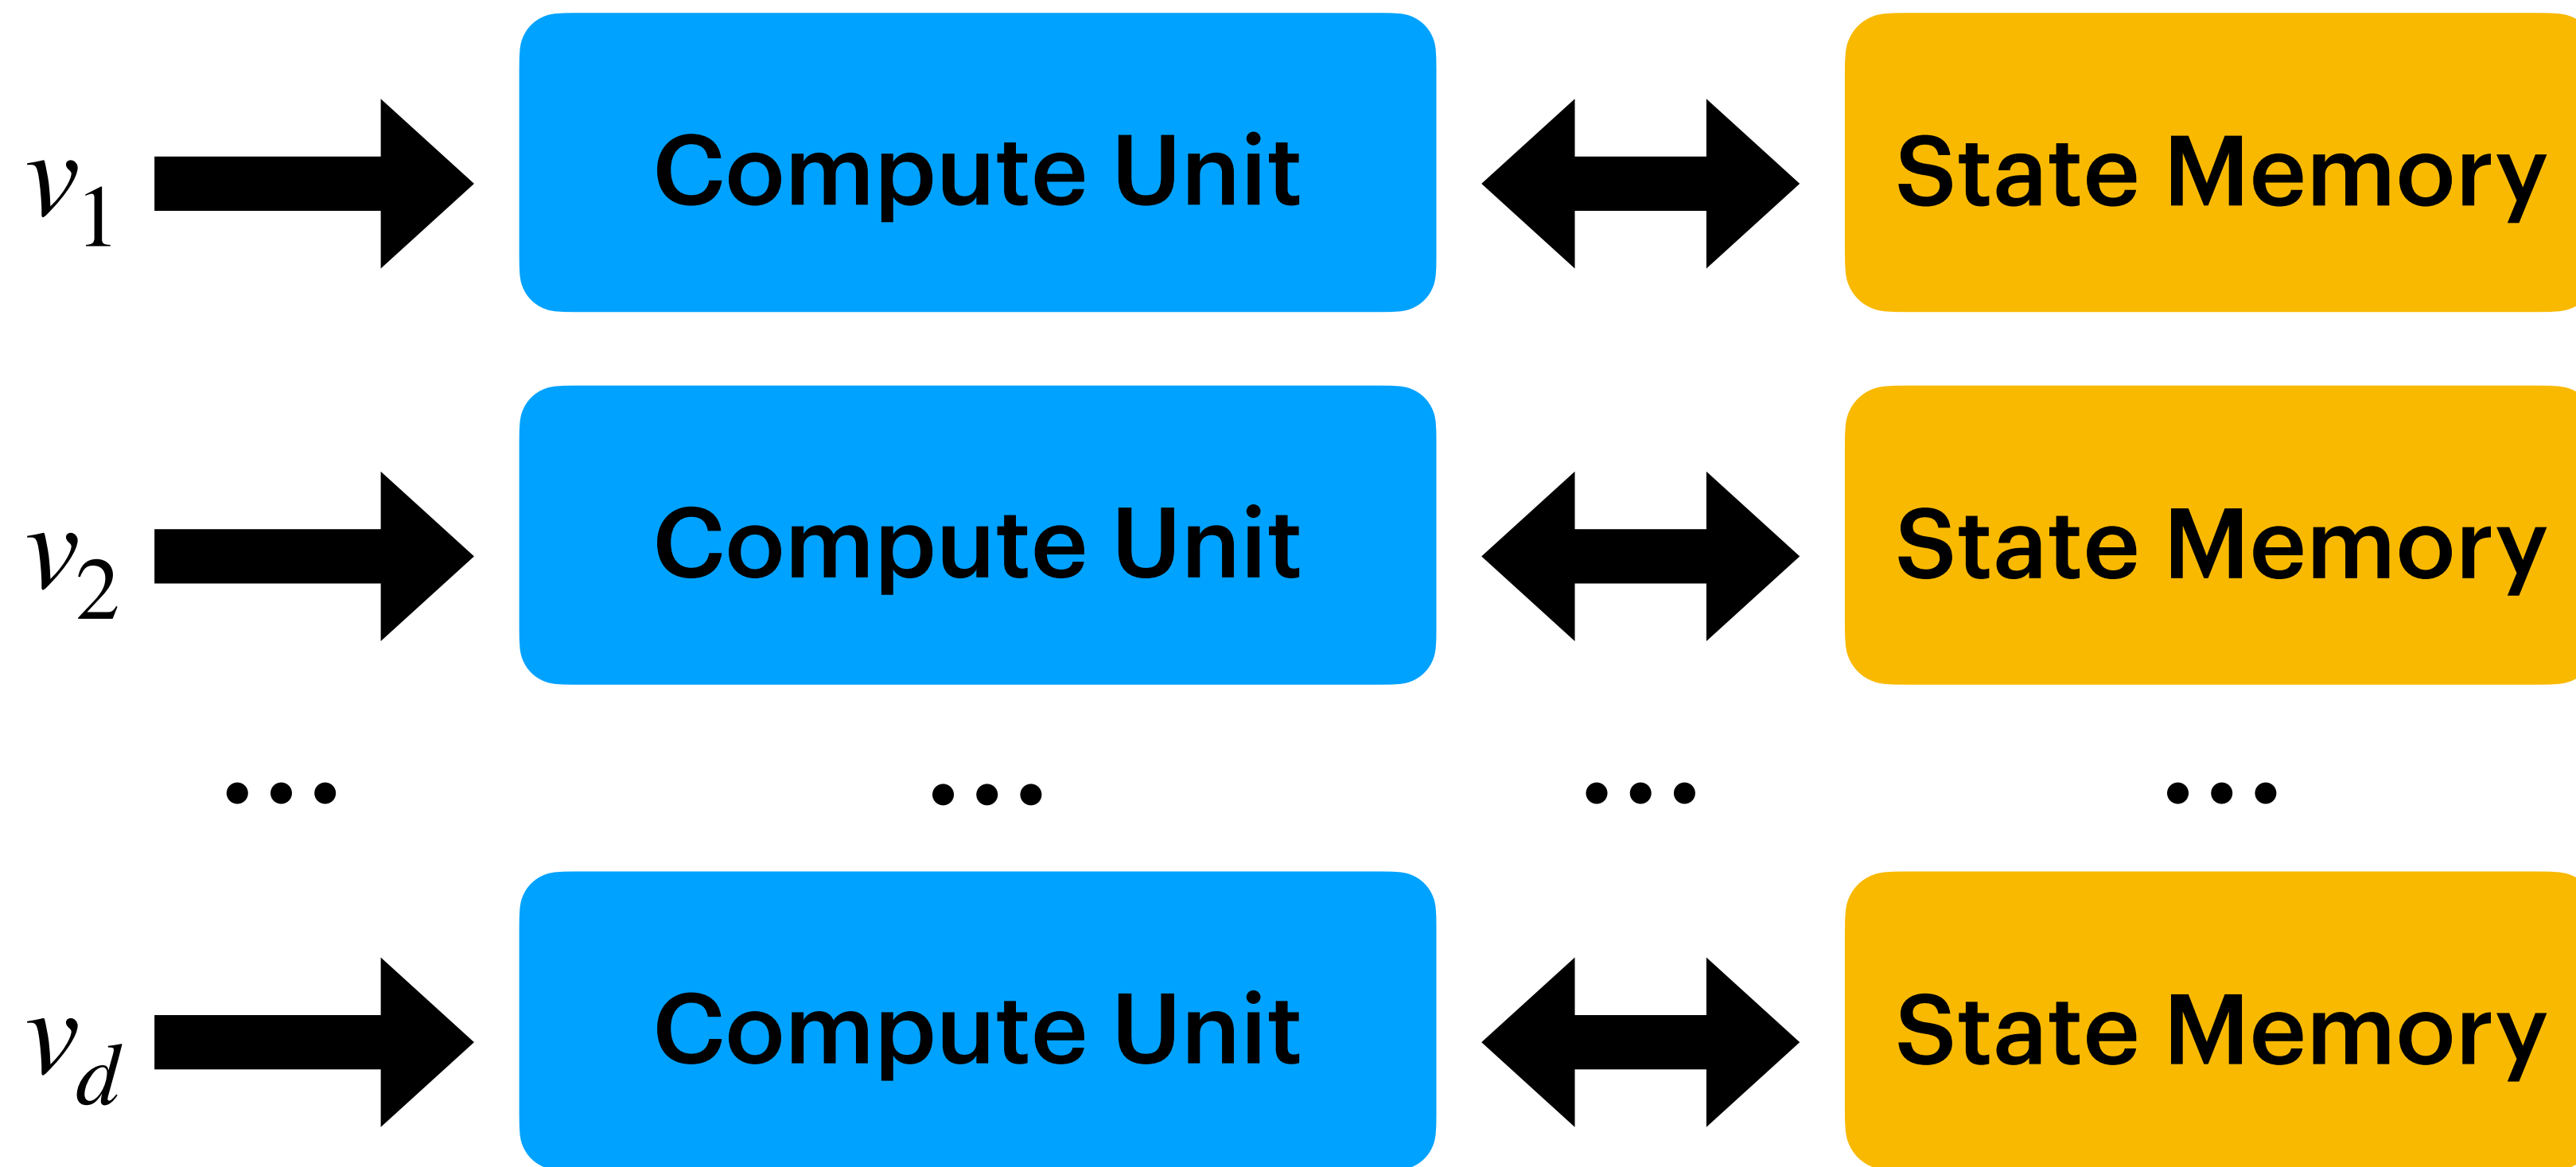 v1 Compute Unit State Memory
v2 Compute Unit State Memory
... ... ... ...
vd Compute Unit State Memory